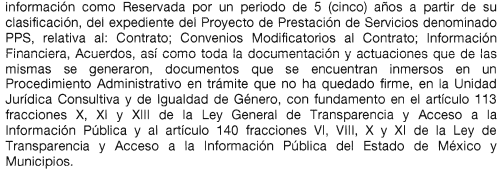 información como Reservada por un periodo de 5 (cinco) años a partir de su
clasificación, del expediente del Proyecto de Prestación de Servicios denominado
PPS, relativa al: Contrato; Convenios Modificatorios al Contrato; Información
Financiera, Acuerdos, así como toda la documentación y actuaciones que de las
mismas se generaron, documentos que se encuentran inmersos en un
Procedimiento Administrativo en trámite que no ha quedado firme, en la Unidad
Jurídica Consultiva y de Igualdad de Género, con fundamento en el artículo 113
fracciones X, XI y XIII de la Ley General de Transparencia y Acceso a la
Información Pública y al artículo 140 fracciones VI, VIII, X y XI de la Ley de
Transparencia y Acceso a la Información Pública del Estado de México y
Municipios.